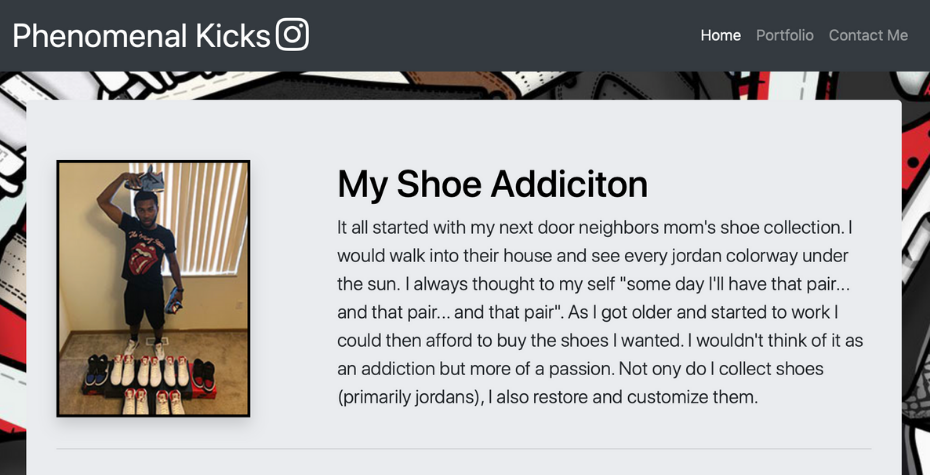 Phenomenal Kicks
Home Portfolio Contact Me
My Shoe Addiciton
It all started with my next door neighbors mom's shoe collection. I
would walk into their house and see every jordan colorway under
the sun. I always thought to my self "some day I'll have that pair...
and that pair... and that pair". As I got older and started to work I
could then afford to buy the shoes I wanted. I wouldn't think of it as
an addiction but more of a passion. Not ony do I collect shoes
(primarily jordans), I also restore and customize them.